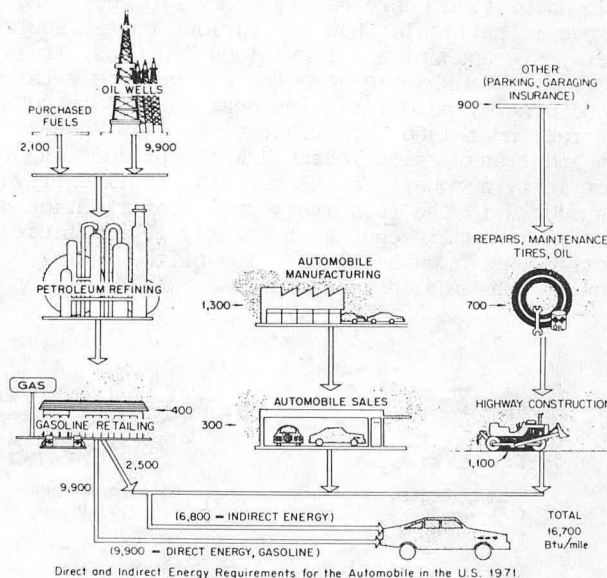 OIL WELLS
PURCHASED
FUELS
2,100
9,900
PETROLEUM REFINING
GAS
400
GASOLINE RETAILING
2,500
9,900
AUTOMOBILE
MANUFACTURING
1,300
AUTOMOBILE SALES
300
OTHER
(PARKING, GARAGING
INSURANCE)
900
REPAIRS, MAINTENANCE
TIRES, OIL
700
OIL
HIGHWAY CONSTRUCTION
1,100
(6,800 – INDIRECT ENERGY)
(9,900 – DIRECT ENERGY, GASOLINE)
TOTAL
16,700
Btu/mile
Direct and Indirect Energy Requirements for the Automobile in the U.S. 1971.